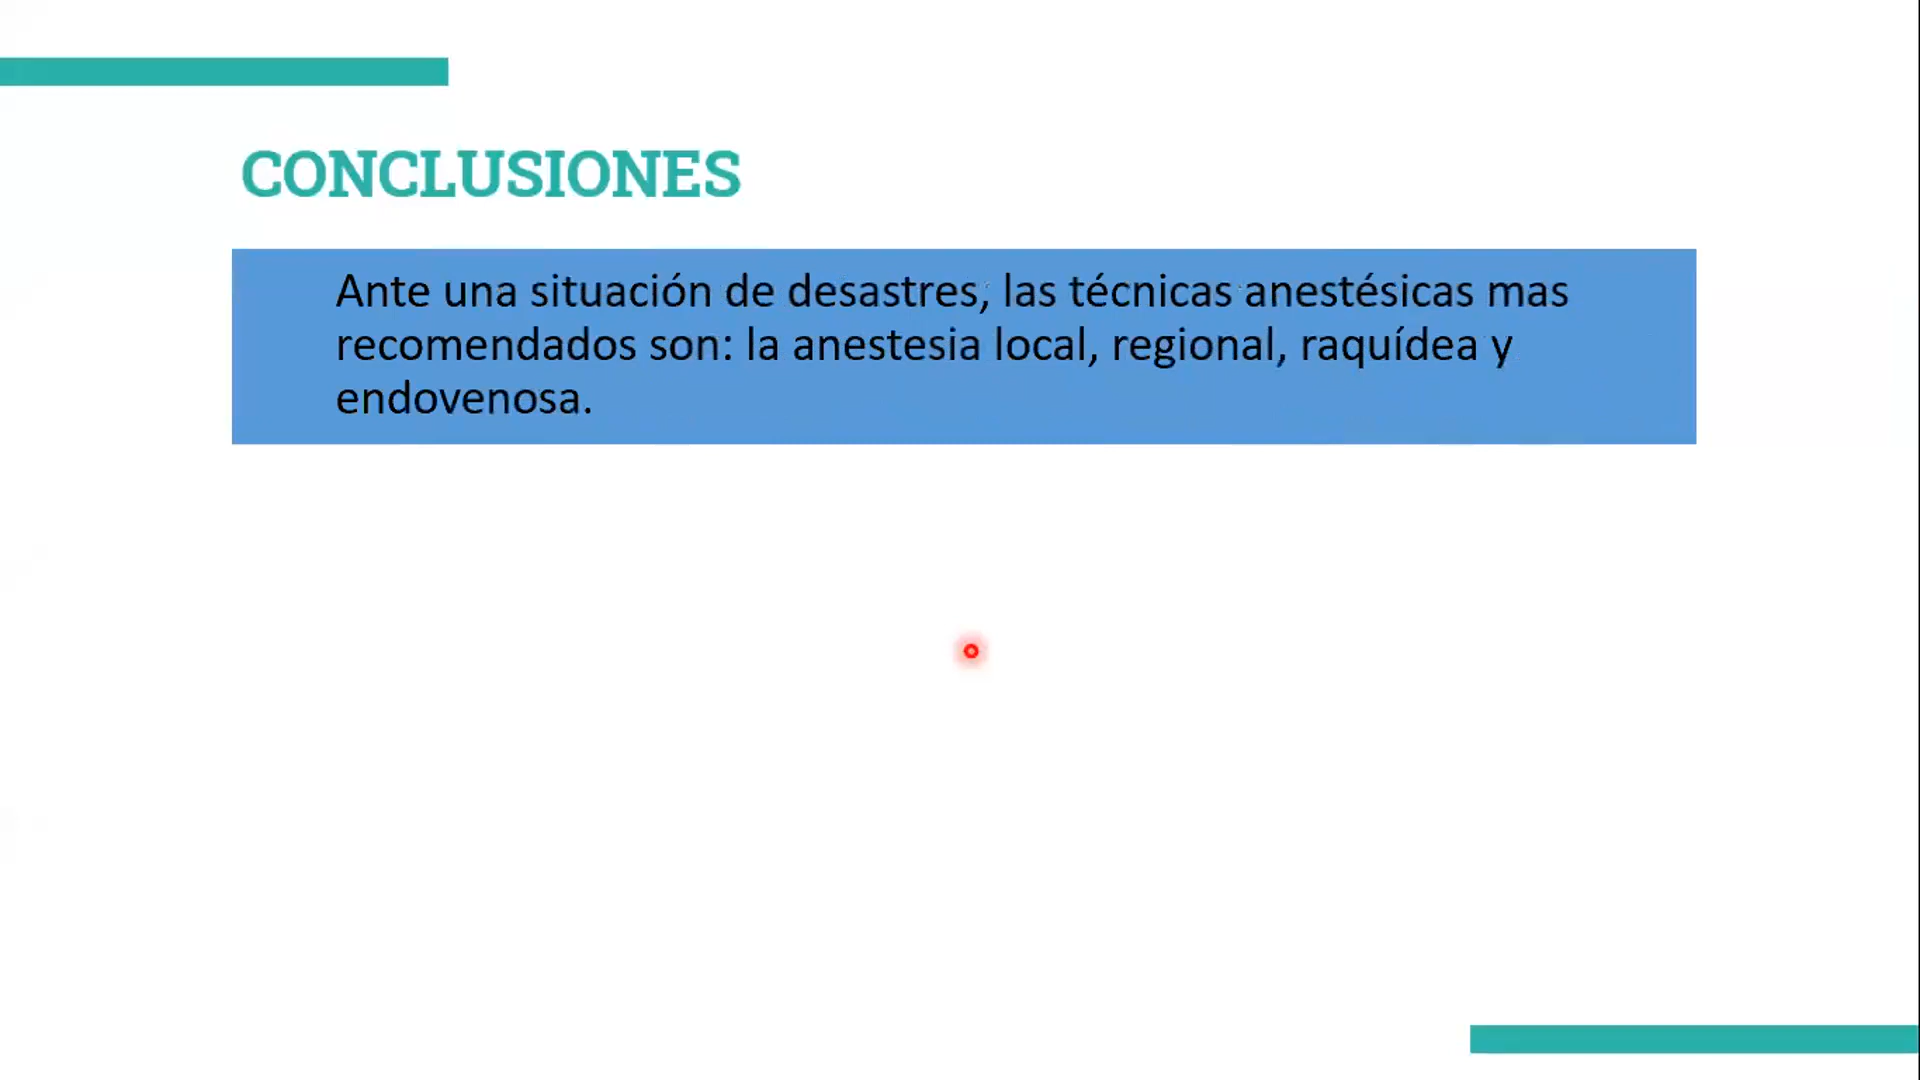 CONCLUSIONES
Ante una situación de desastres, las técnicas anestésicas mas
recomendados son: la anestesia local, regional, raquídea y
endovenosa.